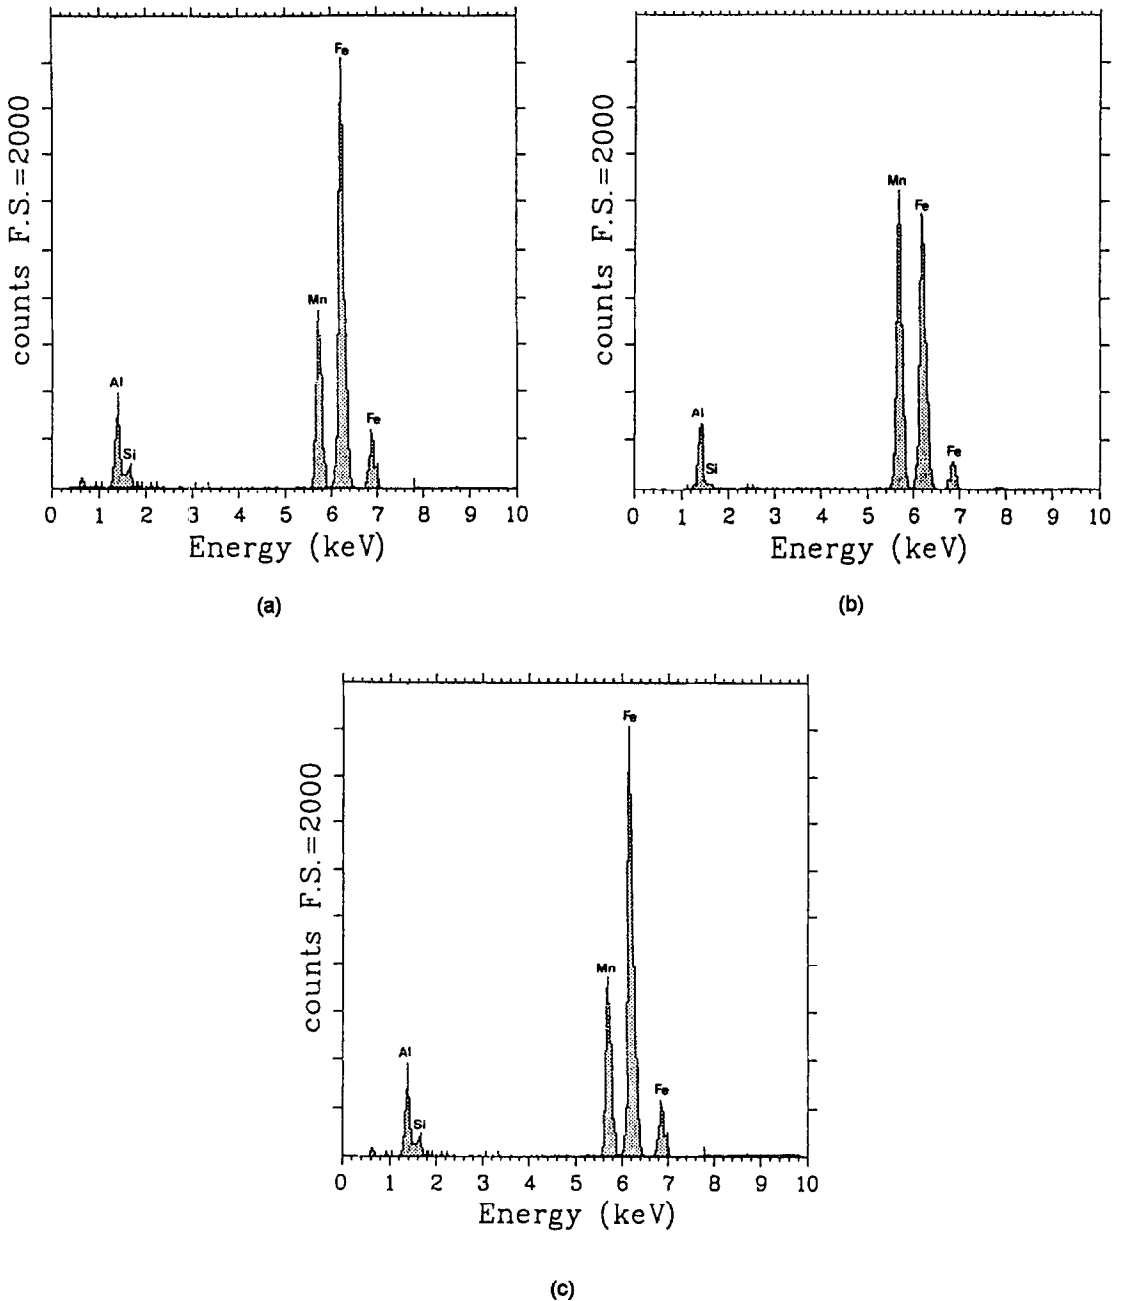 counts F.S.=2000
Fe
Mn
Al
Fe
Si
0 1 2 3 4 5 6 7 8 9 10
Energy (keV)
(a)
counts F.S.=2000
Mn
Fe
Al
Si
Fe
0 1 2 3 4 5 6 7 8 9 10
Energy (keV)
(b)
counts F.S.=2000
Fe
Mn
Al
Fe
Si
0 1 2 3 4 5 6 7 8 9 10
Energy (keV)
(c)